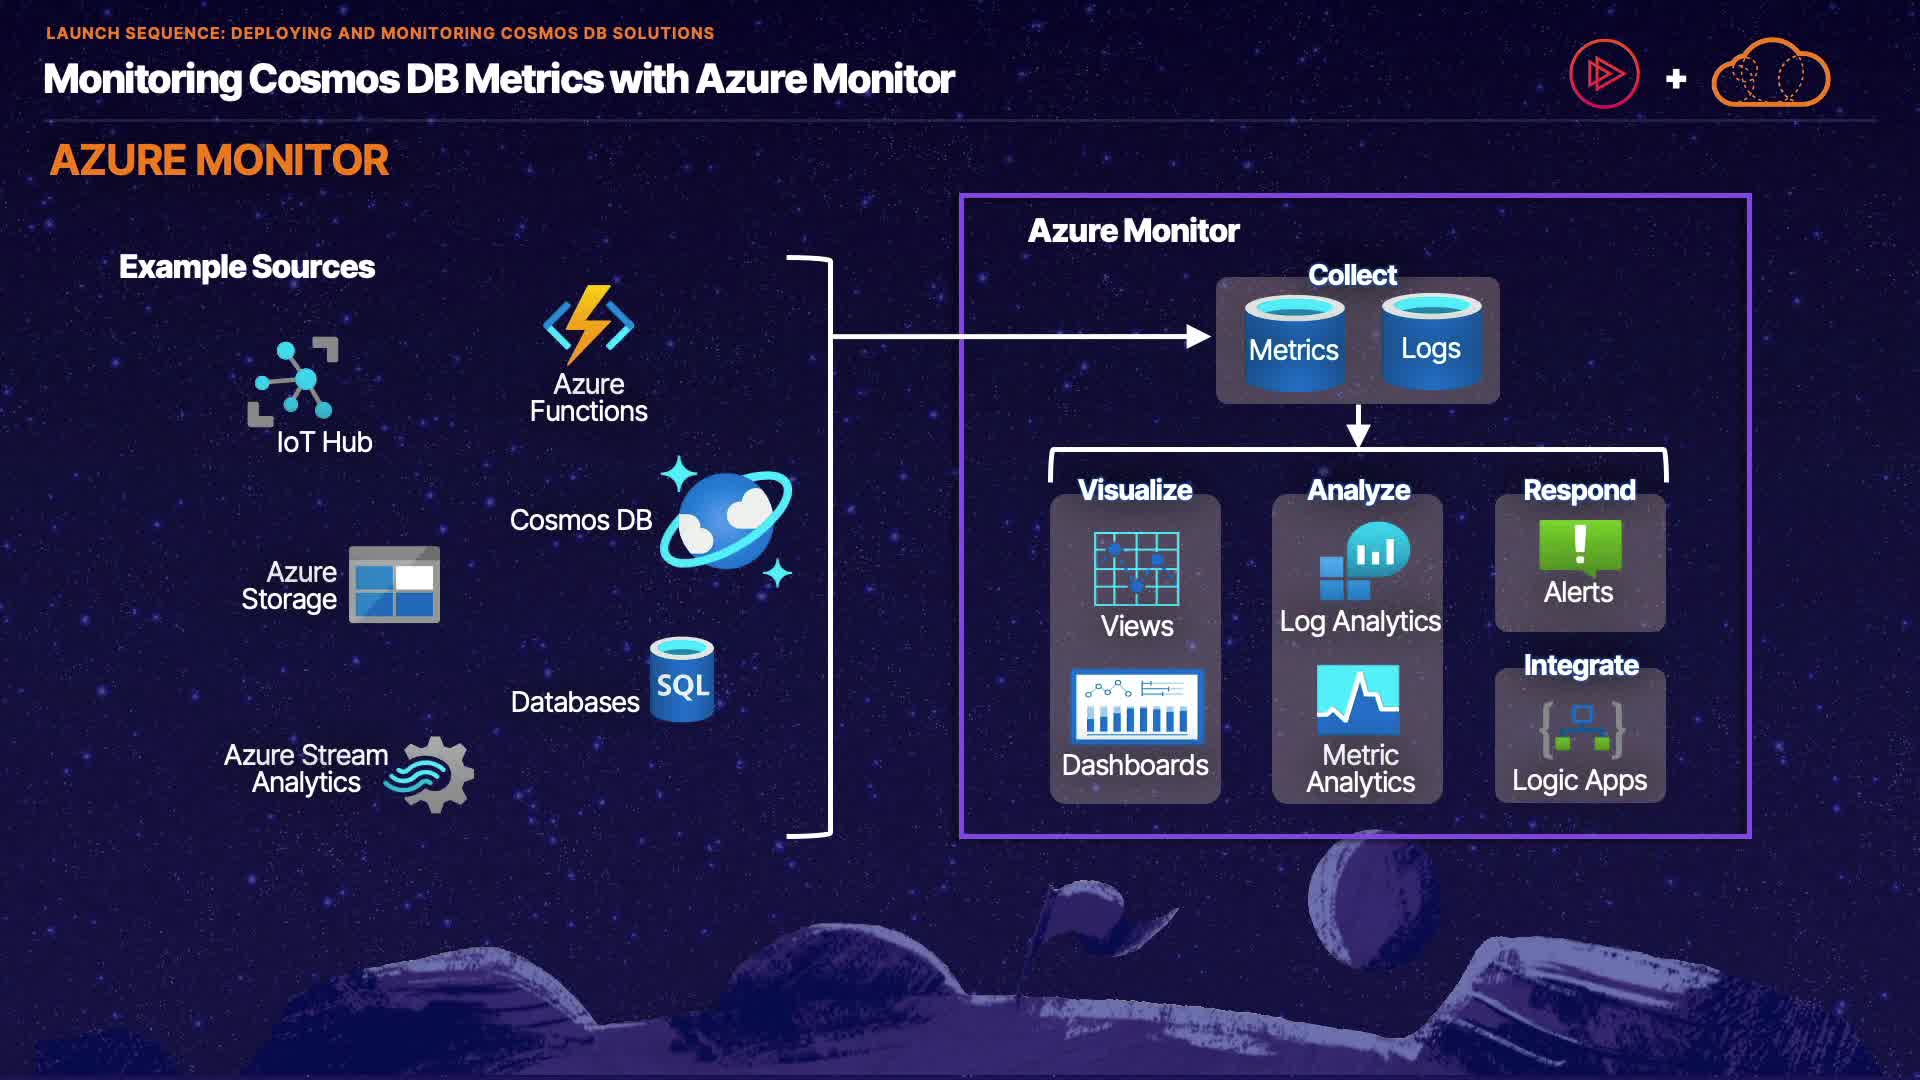 LAUNCH SEQUENCE: DEPLOYING AND MONITORING COSMOS DB SOLUTIONS
Monitoring Cosmos DB Metrics with Azure Monitor
AZURE MONITOR
Example Sources
IoT Hub
Azure
Functions
Cosmos DB
Azure
Storage
Databases
SQL
Azure Stream
Analytics
Azure Monitor
Collect
Metrics
Logs
Visualize
Views
Dashboards
Analyze
Log Analytics
Metric
Analytics
Respond
Alerts
Integrate
Logic Apps